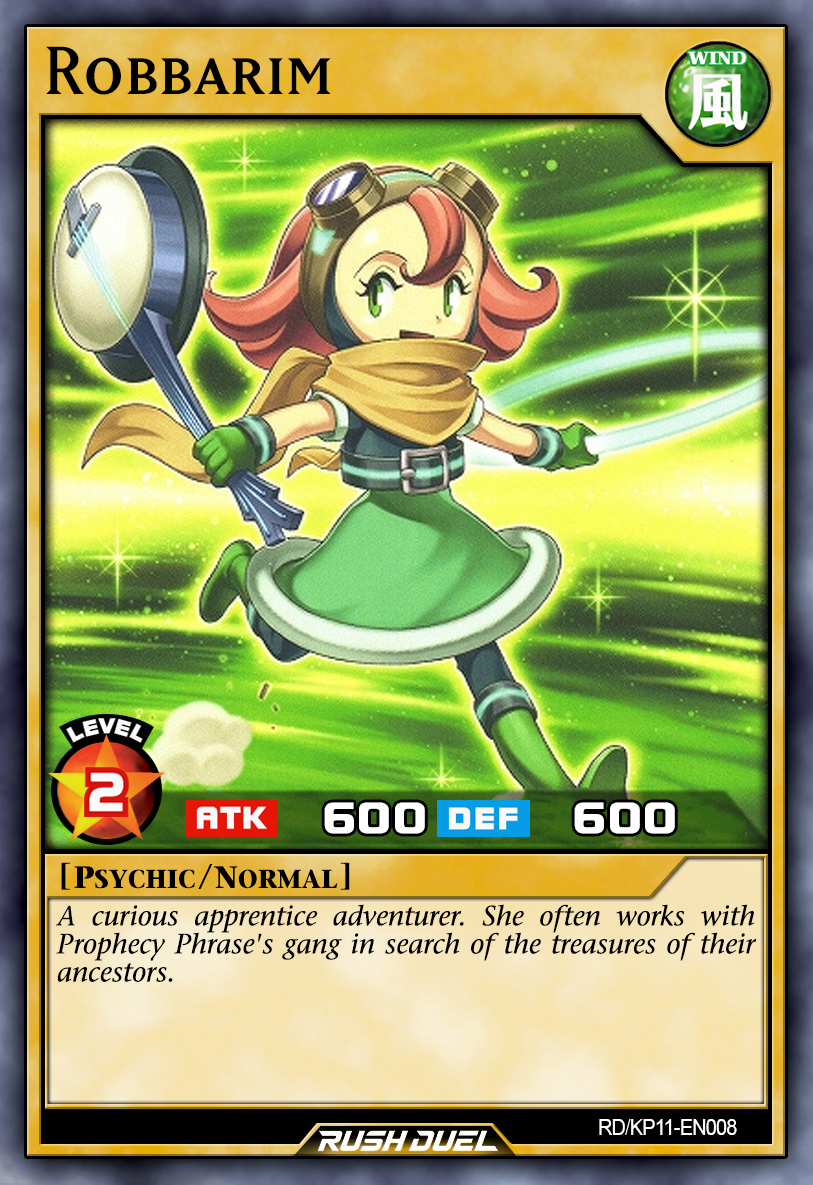 ROBBARIM
WIND
風
LEVEL
2
ATK 600 DEF 600
[PSYCHIC/NORMAL]
A curious apprentice adventurer. She often works with
Prophecy Phrase's gang in search of the treasures of their
ancestors.
RD/KP11-EN008
RUSH DUEL